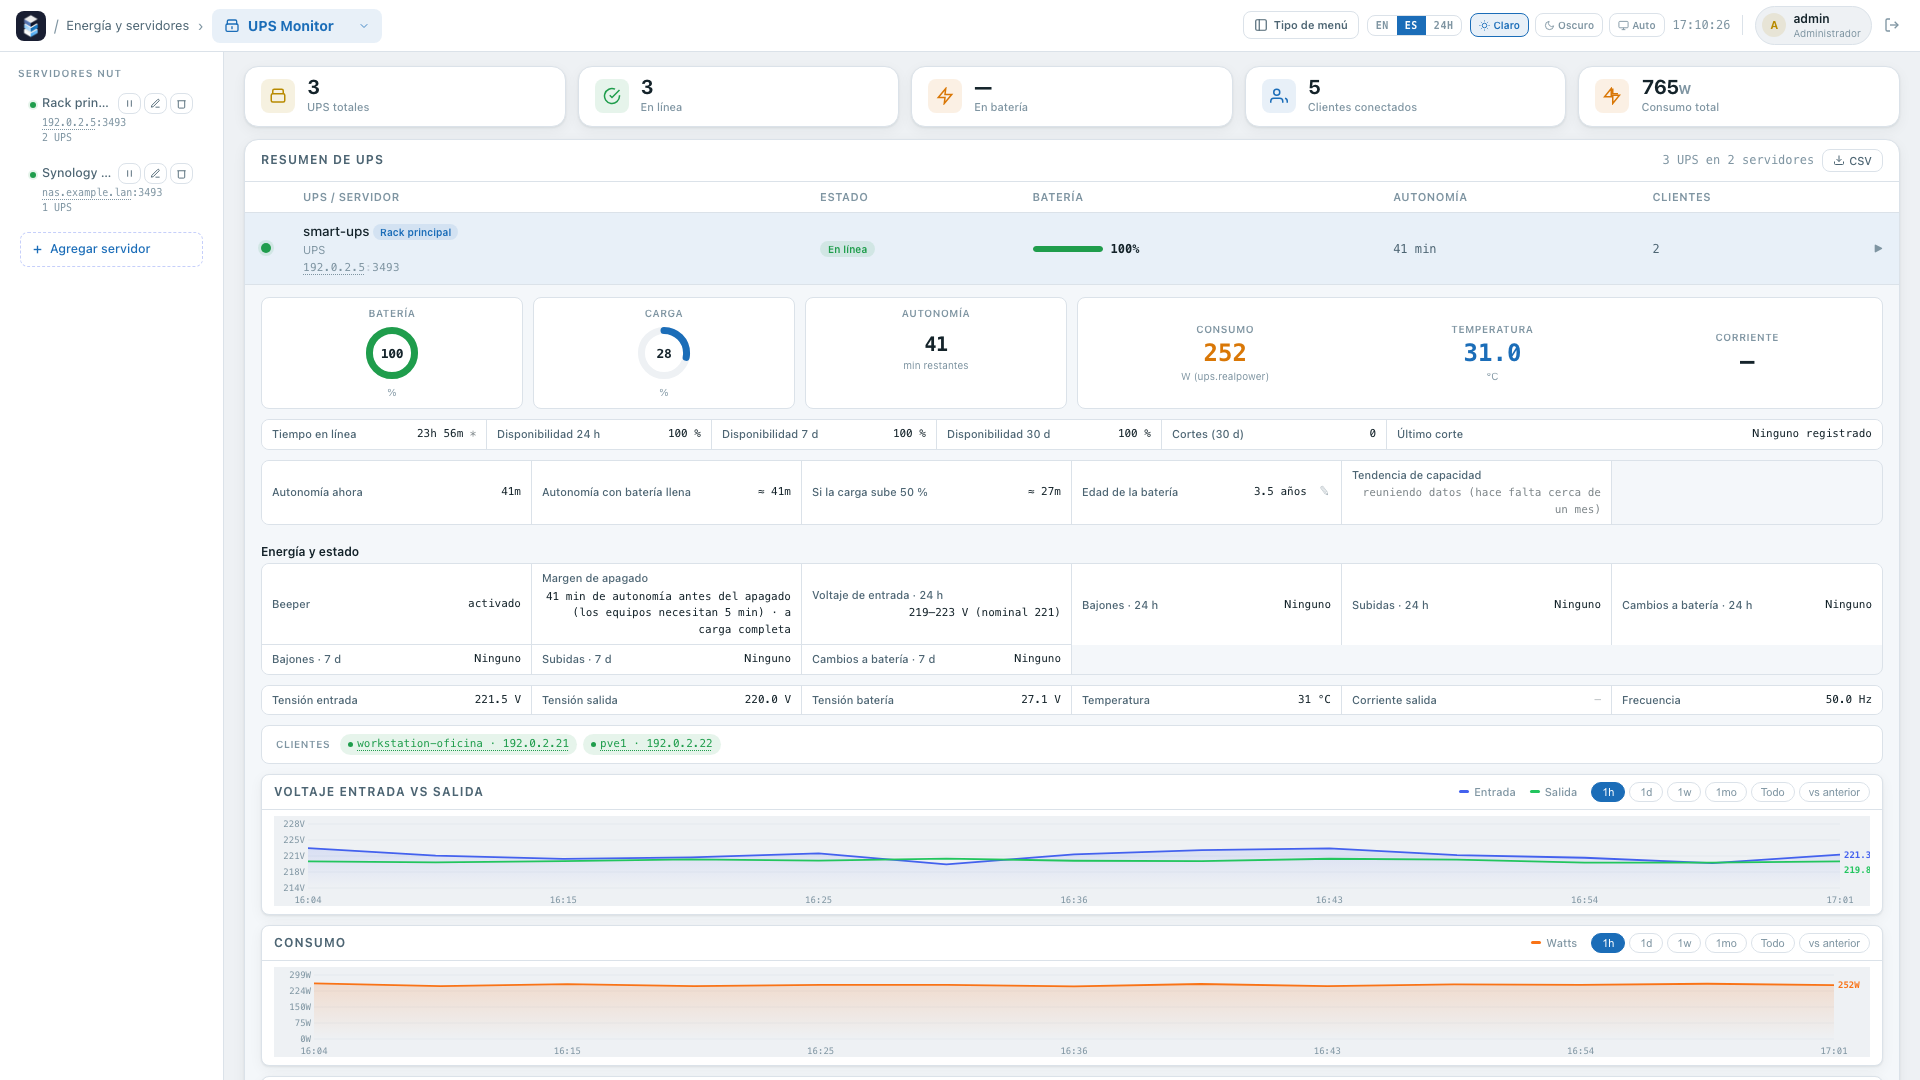 / Energía y servidores › UPS Monitor
Tipo de menú EN ES 24H Claro Oscuro Auto 17:10:26 A admin
Administrador
SERVIDORES NUT
Rack prin...
192.0.2.5:3493
2 UPS
Synology ...
nas.example.lan:3493
1 UPS
+ Agregar servidor
3
UPS totales
3
En línea
—
En batería
5
Clientes conectados
765W
Consumo total
RESUMEN DE UPS
3 UPS en 2 servidores CSV
UPS / SERVIDOR ESTADO BATERÍA AUTONOMÍA CLIENTES
smart-ups Rack principal
UPS
192.0.2.5:3493
En línea 100% 41 min 2
BATERÍA
100
%
CARGA
28
%
AUTONOMÍA
41
min restantes
CONSUMO
252
W (ups.realpower)
TEMPERATURA
31.0
°C
CORRIENTE
—
Tiempo en línea 23h 56m *
Disponibilidad 24 h 100 %
Disponibilidad 7 d 100 %
Disponibilidad 30 d 100 %
Cortes (30 d) 0
Último corte Ninguno registrado
Autonomía ahora 41m
Autonomía con batería llena ≈ 41m
Si la carga sube 50 % ≈ 27m
Edad de la batería 3.5 años
Tendencia de capacidad
reuniendo datos (hace falta cerca de
un mes)
Energía y estado
Beeper activado
Margen de apagado
41 min de autonomía antes del apagado
(los equipos necesitan 5 min) · a
carga completa
Voltaje de entrada · 24 h
219–223 V (nominal 221)
Bajones · 24 h Ninguno
Subidas · 24 h Ninguno
Cambios a batería · 24 h Ninguno
Bajones · 7 d Ninguno
Subidas · 7 d Ninguno
Cambios a batería · 7 d Ninguno
Tensión entrada 221.5 V
Tensión salida 220.0 V
Tensión batería 27.1 V
Temperatura 31 °C
Corriente salida —
Frecuencia 50.0 Hz
CLIENTES workstation-oficina · 192.0.2.21 pve1 · 192.0.2.22
VOLTAJE ENTRADA VS SALIDA
Entrada Salida 1h 1d 1w 1mo Todo vs anterior
228V
225V
221V
218V
214V
221.3
219.8
16:04 16:15 16:25 16:36 16:43 16:54 17:01
CONSUMO
Watts 1h 1d 1w 1mo Todo vs anterior
299W
224W
150W
75W
0W
252W
16:04 16:15 16:25 16:36 16:43 16:54 17:01